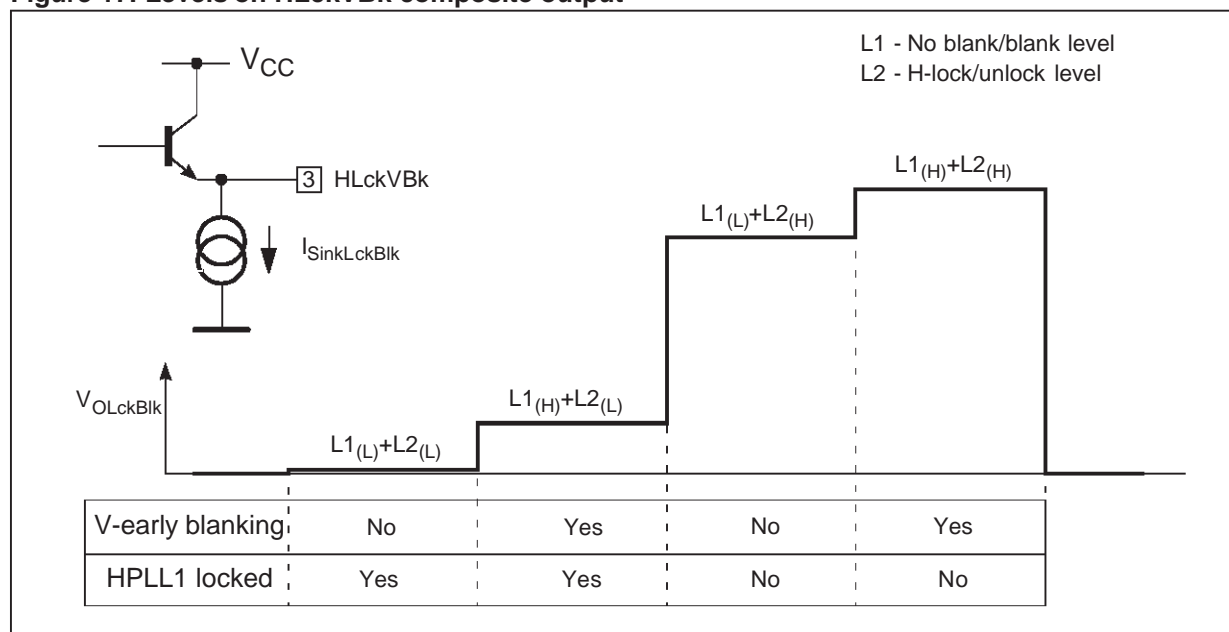 Levels on HLckVBk composite output
L1 - No blank/blank level
L2 - H-lock/unlock level
VCC
3 HLckVBk
ISinkLckBlk
L1(H)+L2(H)
L1(L)+L2(H)
VOLckBlk
L1(H)+L2(L)
L1(L)+L2(L)
V-early blanking No Yes No Yes
HPLL1 locked Yes Yes No No